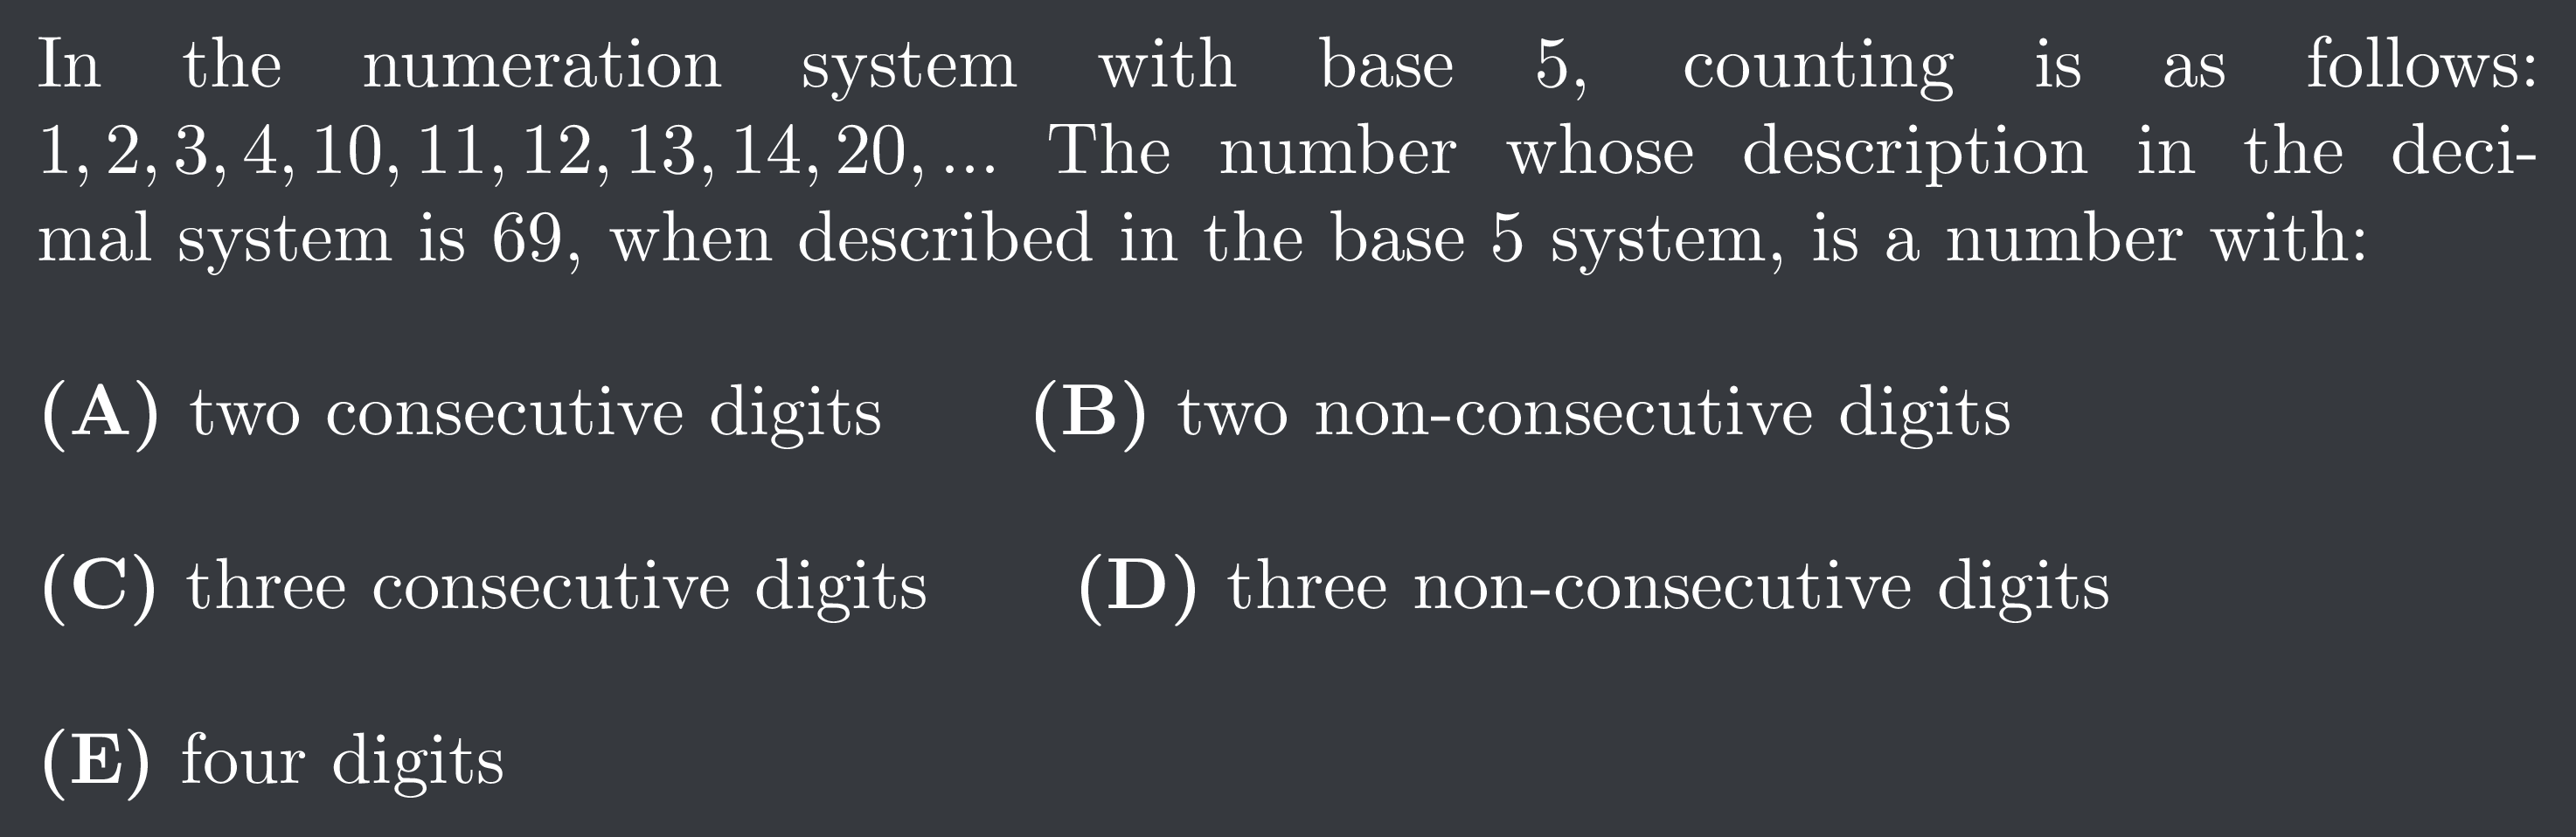 In the numeration system with base 5, counting is as follows:
1, 2, 3, 4, 10, 11, 12, 13, 14, 20, ... The number whose description in the deci-
mal system is 69, when described in the base 5 system, is a number with:
(A) two consecutive digits (B) two non-consecutive digits
(C) three consecutive digits (D) three non-consecutive digits
(E) four digits